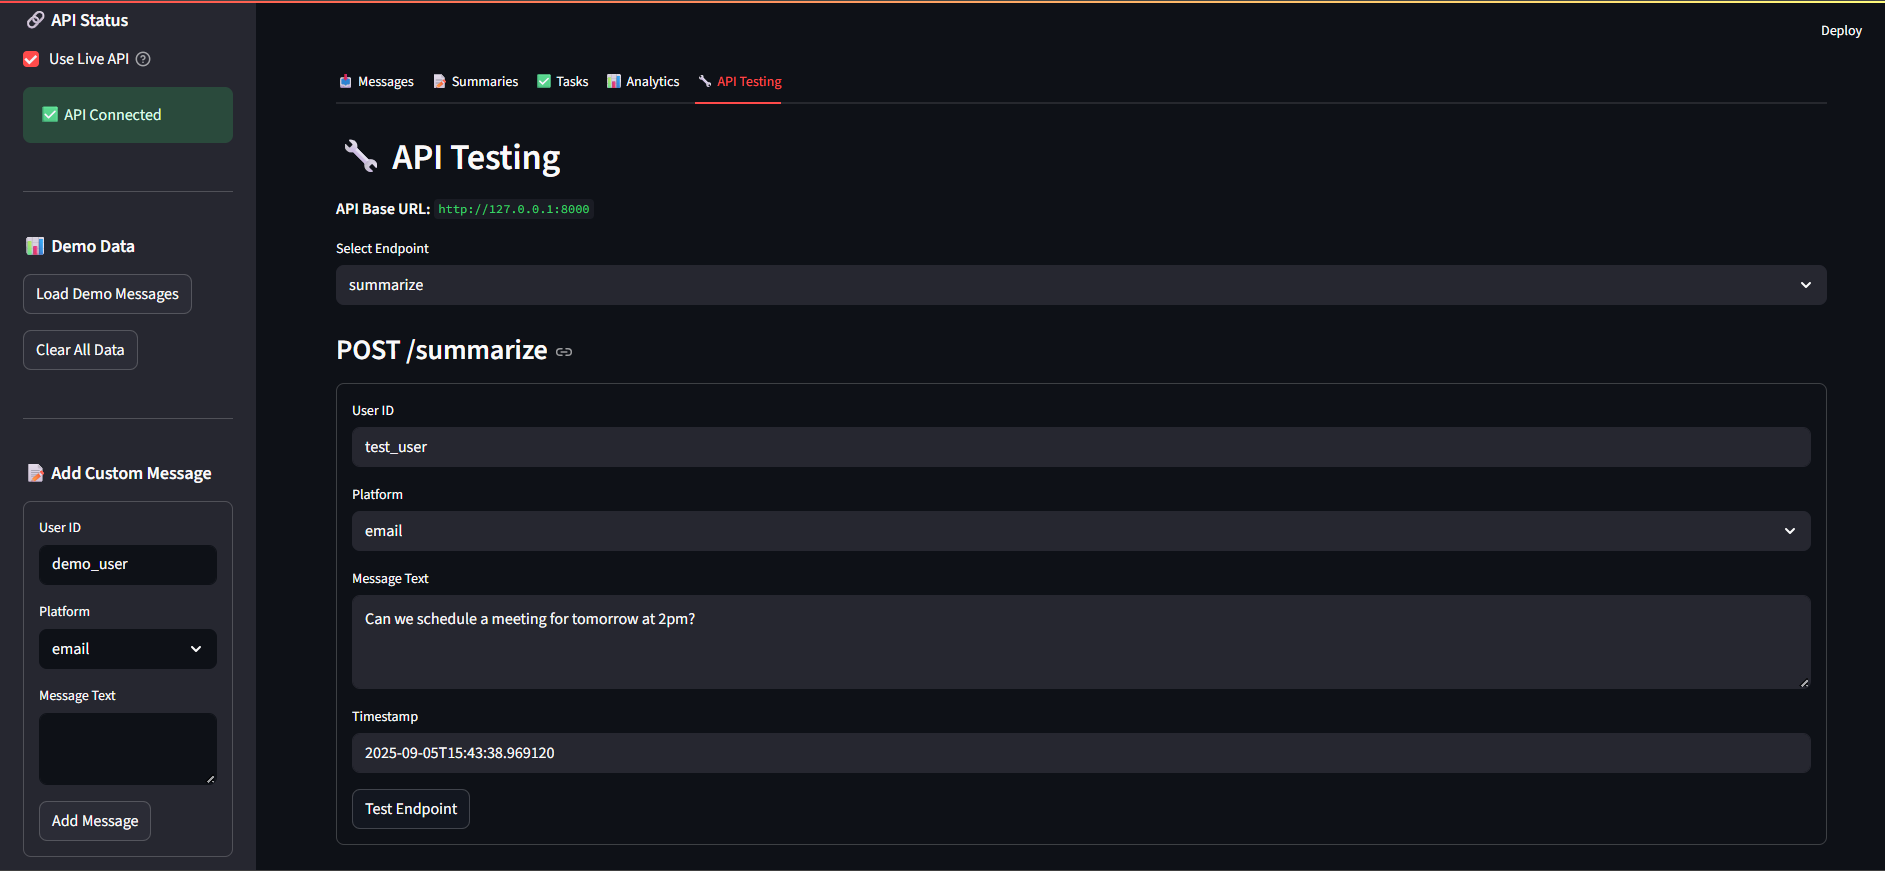 API Status
Use Live API
API Connected
Demo Data
Load Demo Messages
Clear All Data
Add Custom Message
User ID
demo_user
Platform
email
Message Text
Add Message
Deploy
Messages Summaries Tasks Analytics API Testing
API Testing
API Base URL: http://127.0.0.1:8000
Select Endpoint
summarize
POST /summarize
User ID
test_user
Platform
email
Message Text
Can we schedule a meeting for tomorrow at 2pm?
Timestamp
2025-09-05T15:43:38.969120
Test Endpoint